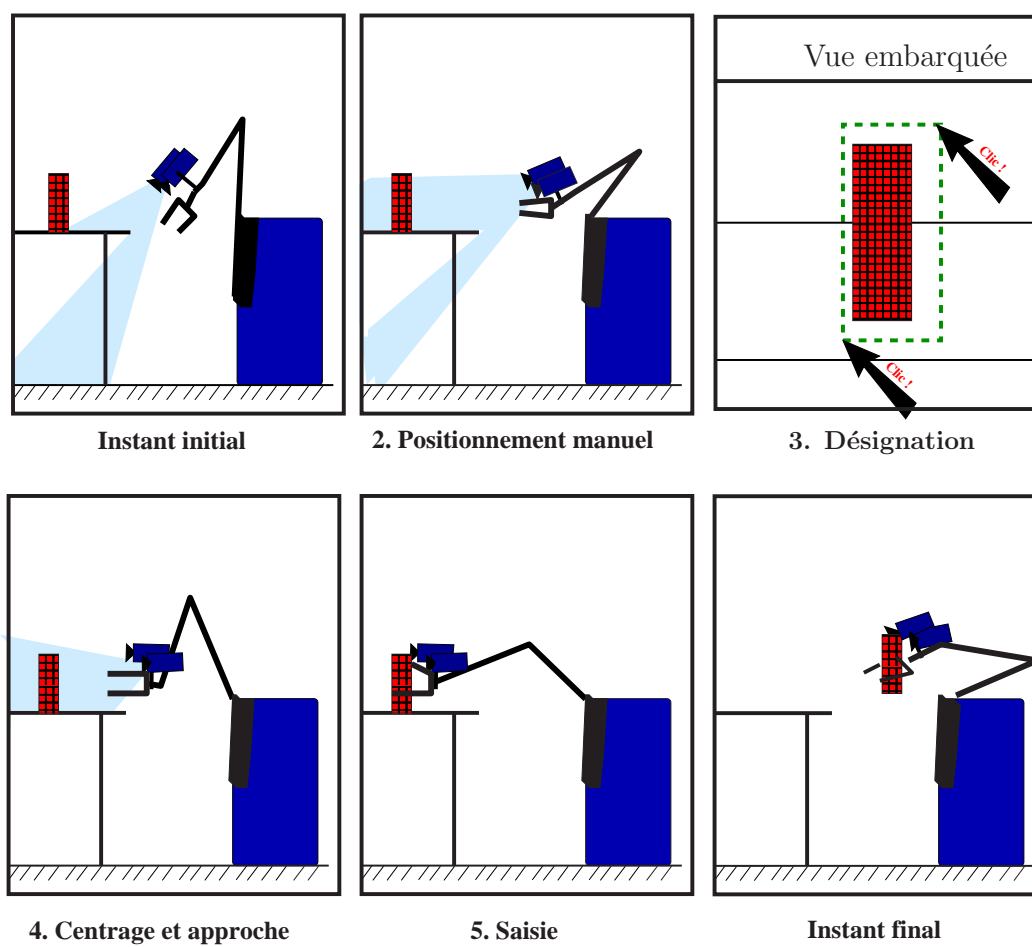 Vue embarquée
Clic !
Clic !
Instant initial
2. Positionnement manuel
3. Désignation
4. Centrage et approche
5. Saisie
Instant final